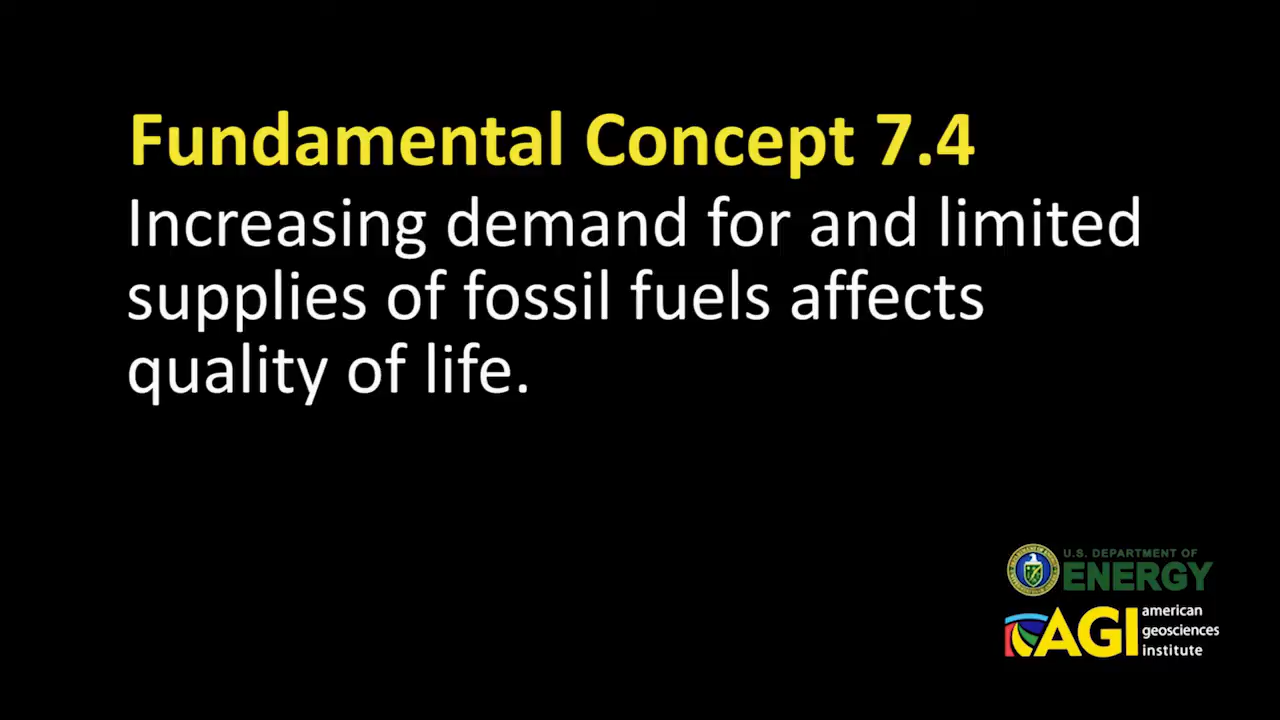 Fundamental Concept 7.4
Increasing demand for and limited
supplies of fossil fuels affects
quality of life.
U.S. DEPARTMENT OF
ENERGY
AGI
american
geosciences
institute